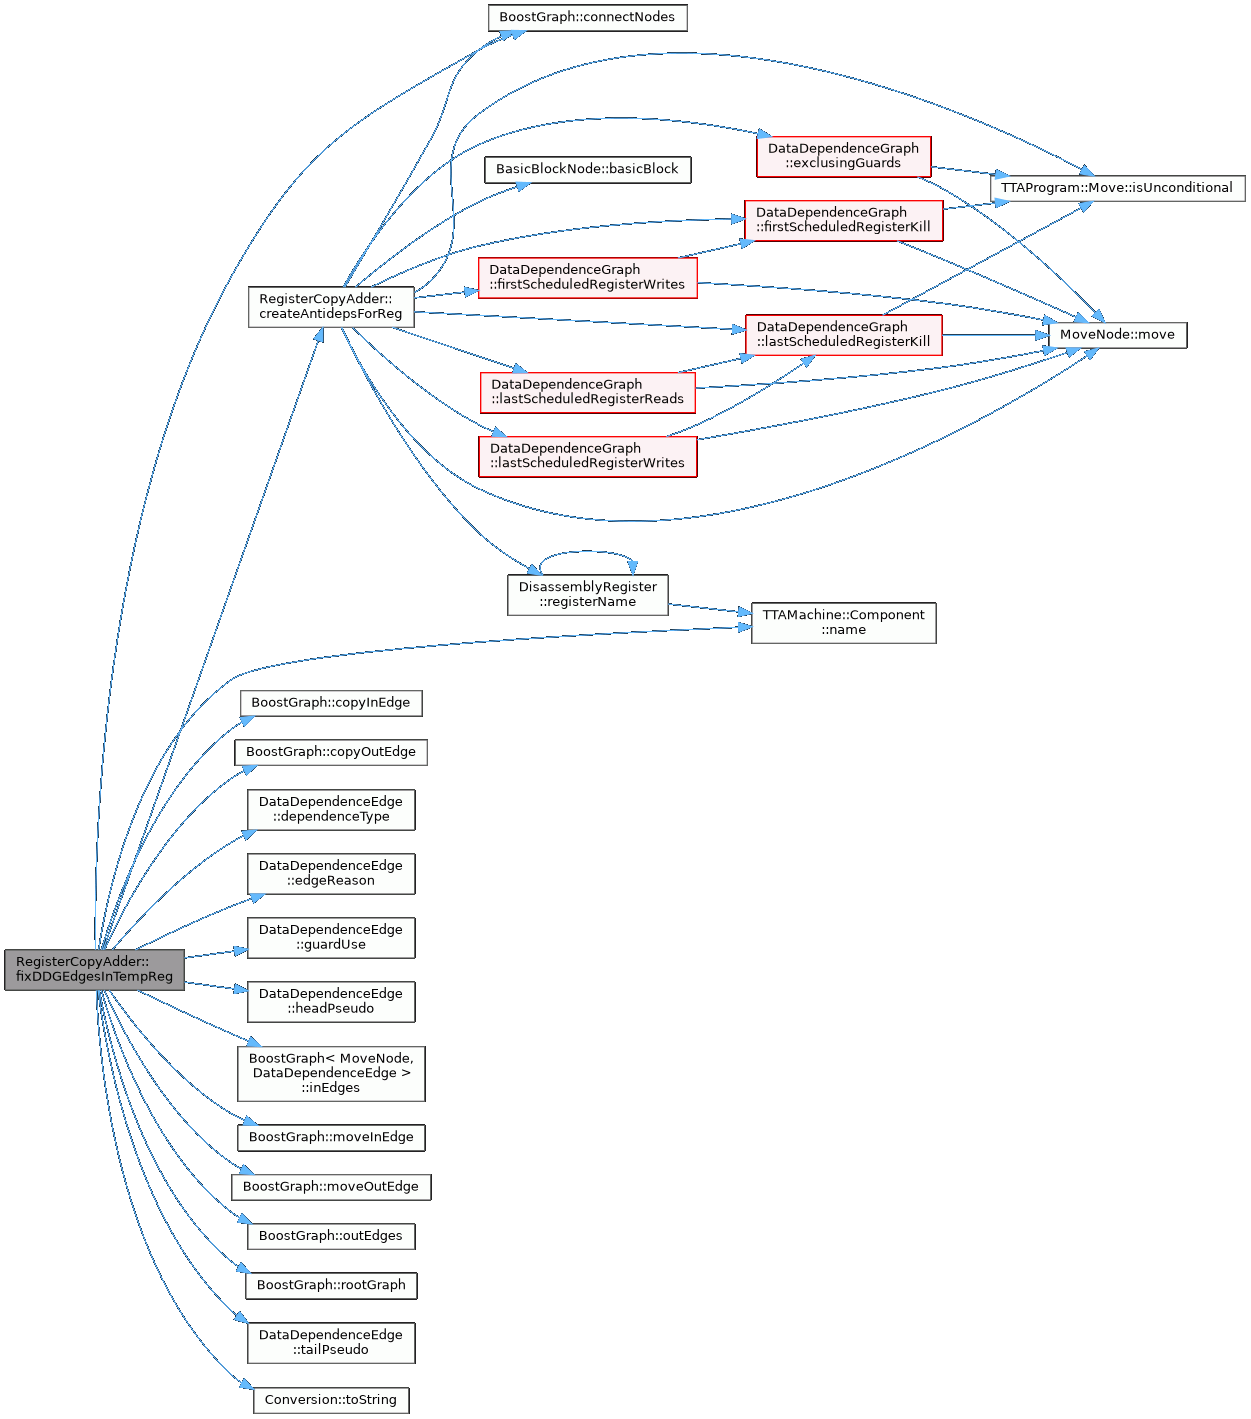 BoostGraph::connectNodes
DataDependenceGraph
::exclusingGuards
BasicBlockNode::basicBlock
TTAProgram::Move::isUnconditional
DataDependenceGraph
::firstScheduledRegisterKill
DataDependenceGraph
::firstScheduledRegisterWrites
RegisterCopyAdder::
createAntidepsForReg
DataDependenceGraph
::lastScheduledRegisterKill
MoveNode::move
DataDependenceGraph
::lastScheduledRegisterReads
DataDependenceGraph
::lastScheduledRegisterWrites
DisassemblyRegister
::registerName
TTAMachine::Component
::name
BoostGraph::copyInEdge
BoostGraph::copyOutEdge
DataDependenceEdge
::dependenceType
DataDependenceEdge
::edgeReason
DataDependenceEdge
::guardUse
RegisterCopyAdder::
fixDDGEdgesInTempReg
DataDependenceEdge
::headPseudo
BoostGraph< MoveNode,
DataDependenceEdge >
::inEdges
BoostGraph::moveInEdge
BoostGraph::moveOutEdge
BoostGraph::outEdges
BoostGraph::rootGraph
DataDependenceEdge
::tailPseudo
Conversion::toString